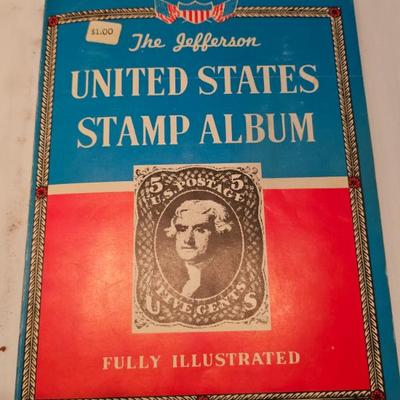 $1.00
The Jefferson
UNITED STATES
STAMP ALBUM
5 5
U.S. POSTAGE
FIVE CENTS
U S
FULLY ILLUSTRATED